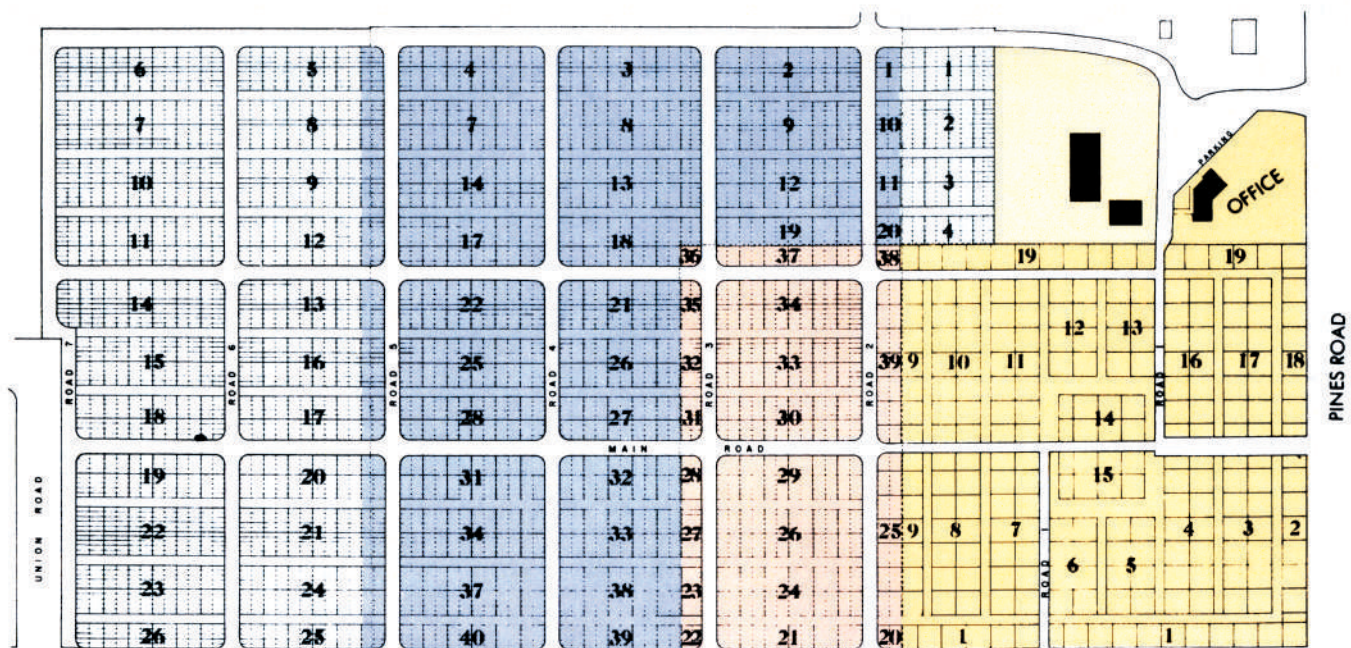 6 5 4 3 2 1 1
7 8 7 8 9 10 2
PARKING
10 9 14 13 12 11 3
OFFICE
11 12 17 18 19 20 4
36 37 38 19 19
14 13 22 21 35 34
12 13
15 16 25 26 32 33 39 9 10 11 16 17 18
ROAD 7 ROAD 6 ROAD 5 ROAD 4 ROAD 3 ROAD 2 ROAD 1
PINES ROAD
18 17 28 27 31 30 14
MAIN ROAD
19 20 31 32 28 29 15
22 21 34 33 27 26 25 9 8 7 4 3 2
UNION ROAD
ROAD 1
6 5
23 24 37 38 23 24
26 25 40 39 22 21 20 1 1